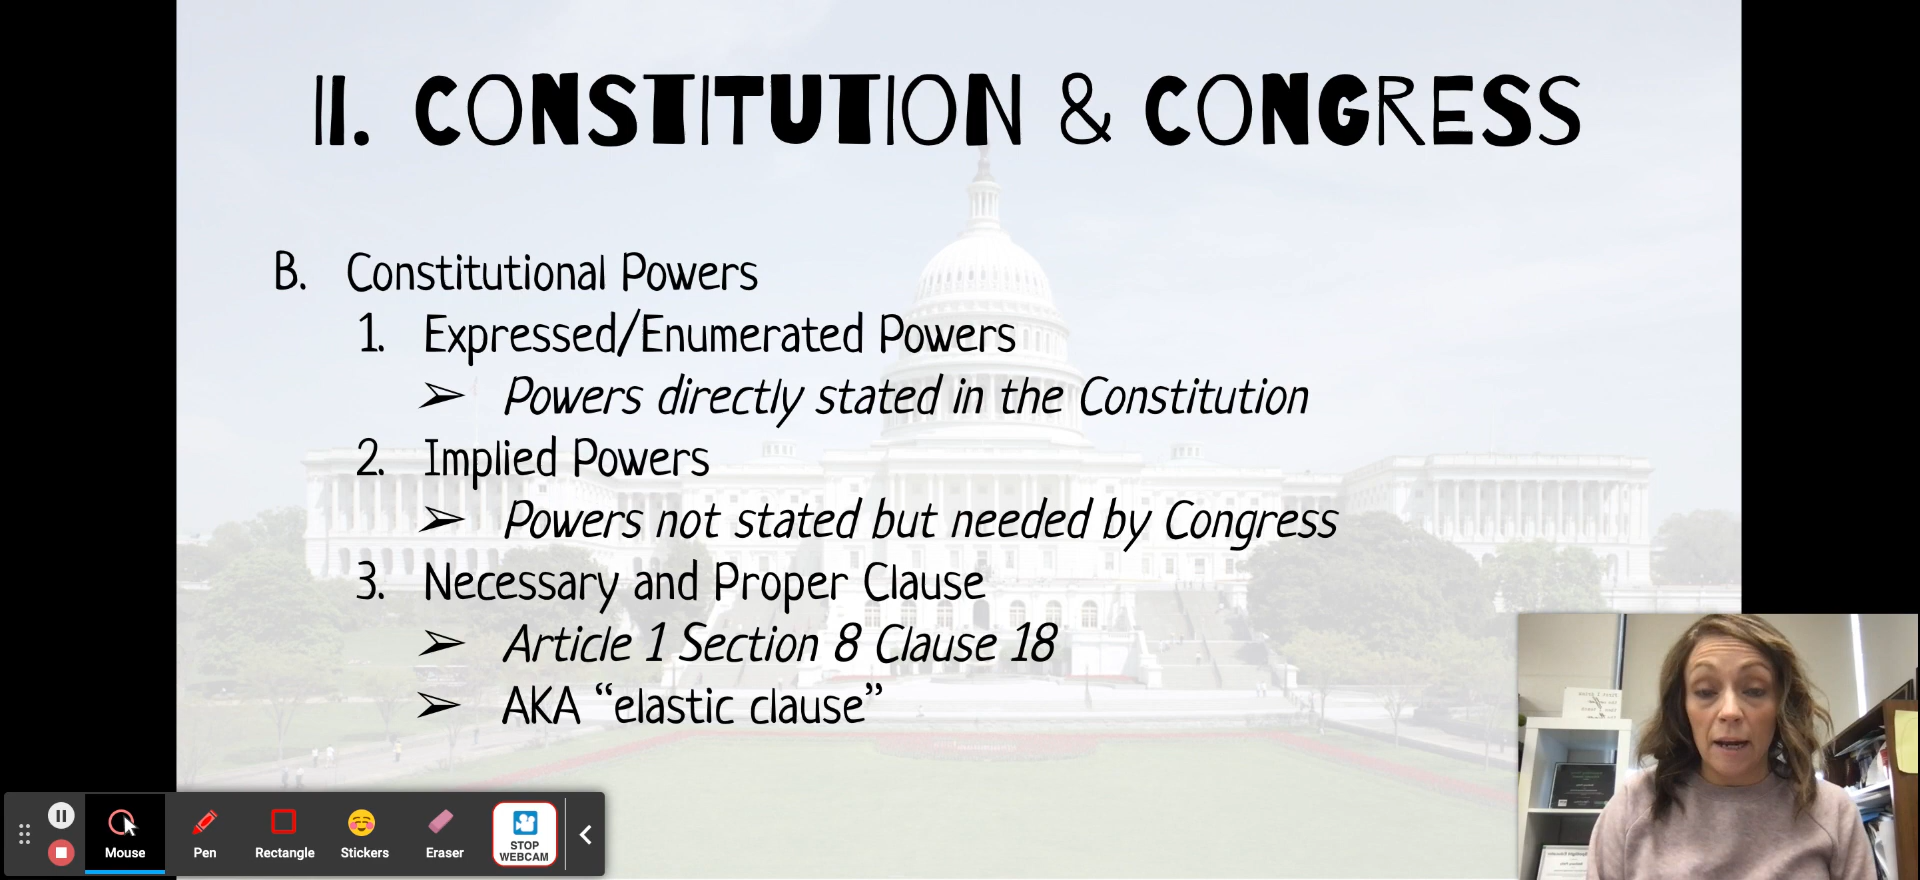 II. CONSTITUTION & CONGRESS
B. Constitutional Powers
1. Expressed/Enumerated Powers
➢ Powers directly stated in the Constitution
2. Implied Powers
➢ Powers not stated but needed by Congress
3. Necessary and Proper Clause
➢ Article 1 Section 8 Clause 18
➢ AKA “elastic clause”
Mouse
Pen
Rectangle
Stickers
Eraser
STOP
WEBCAM